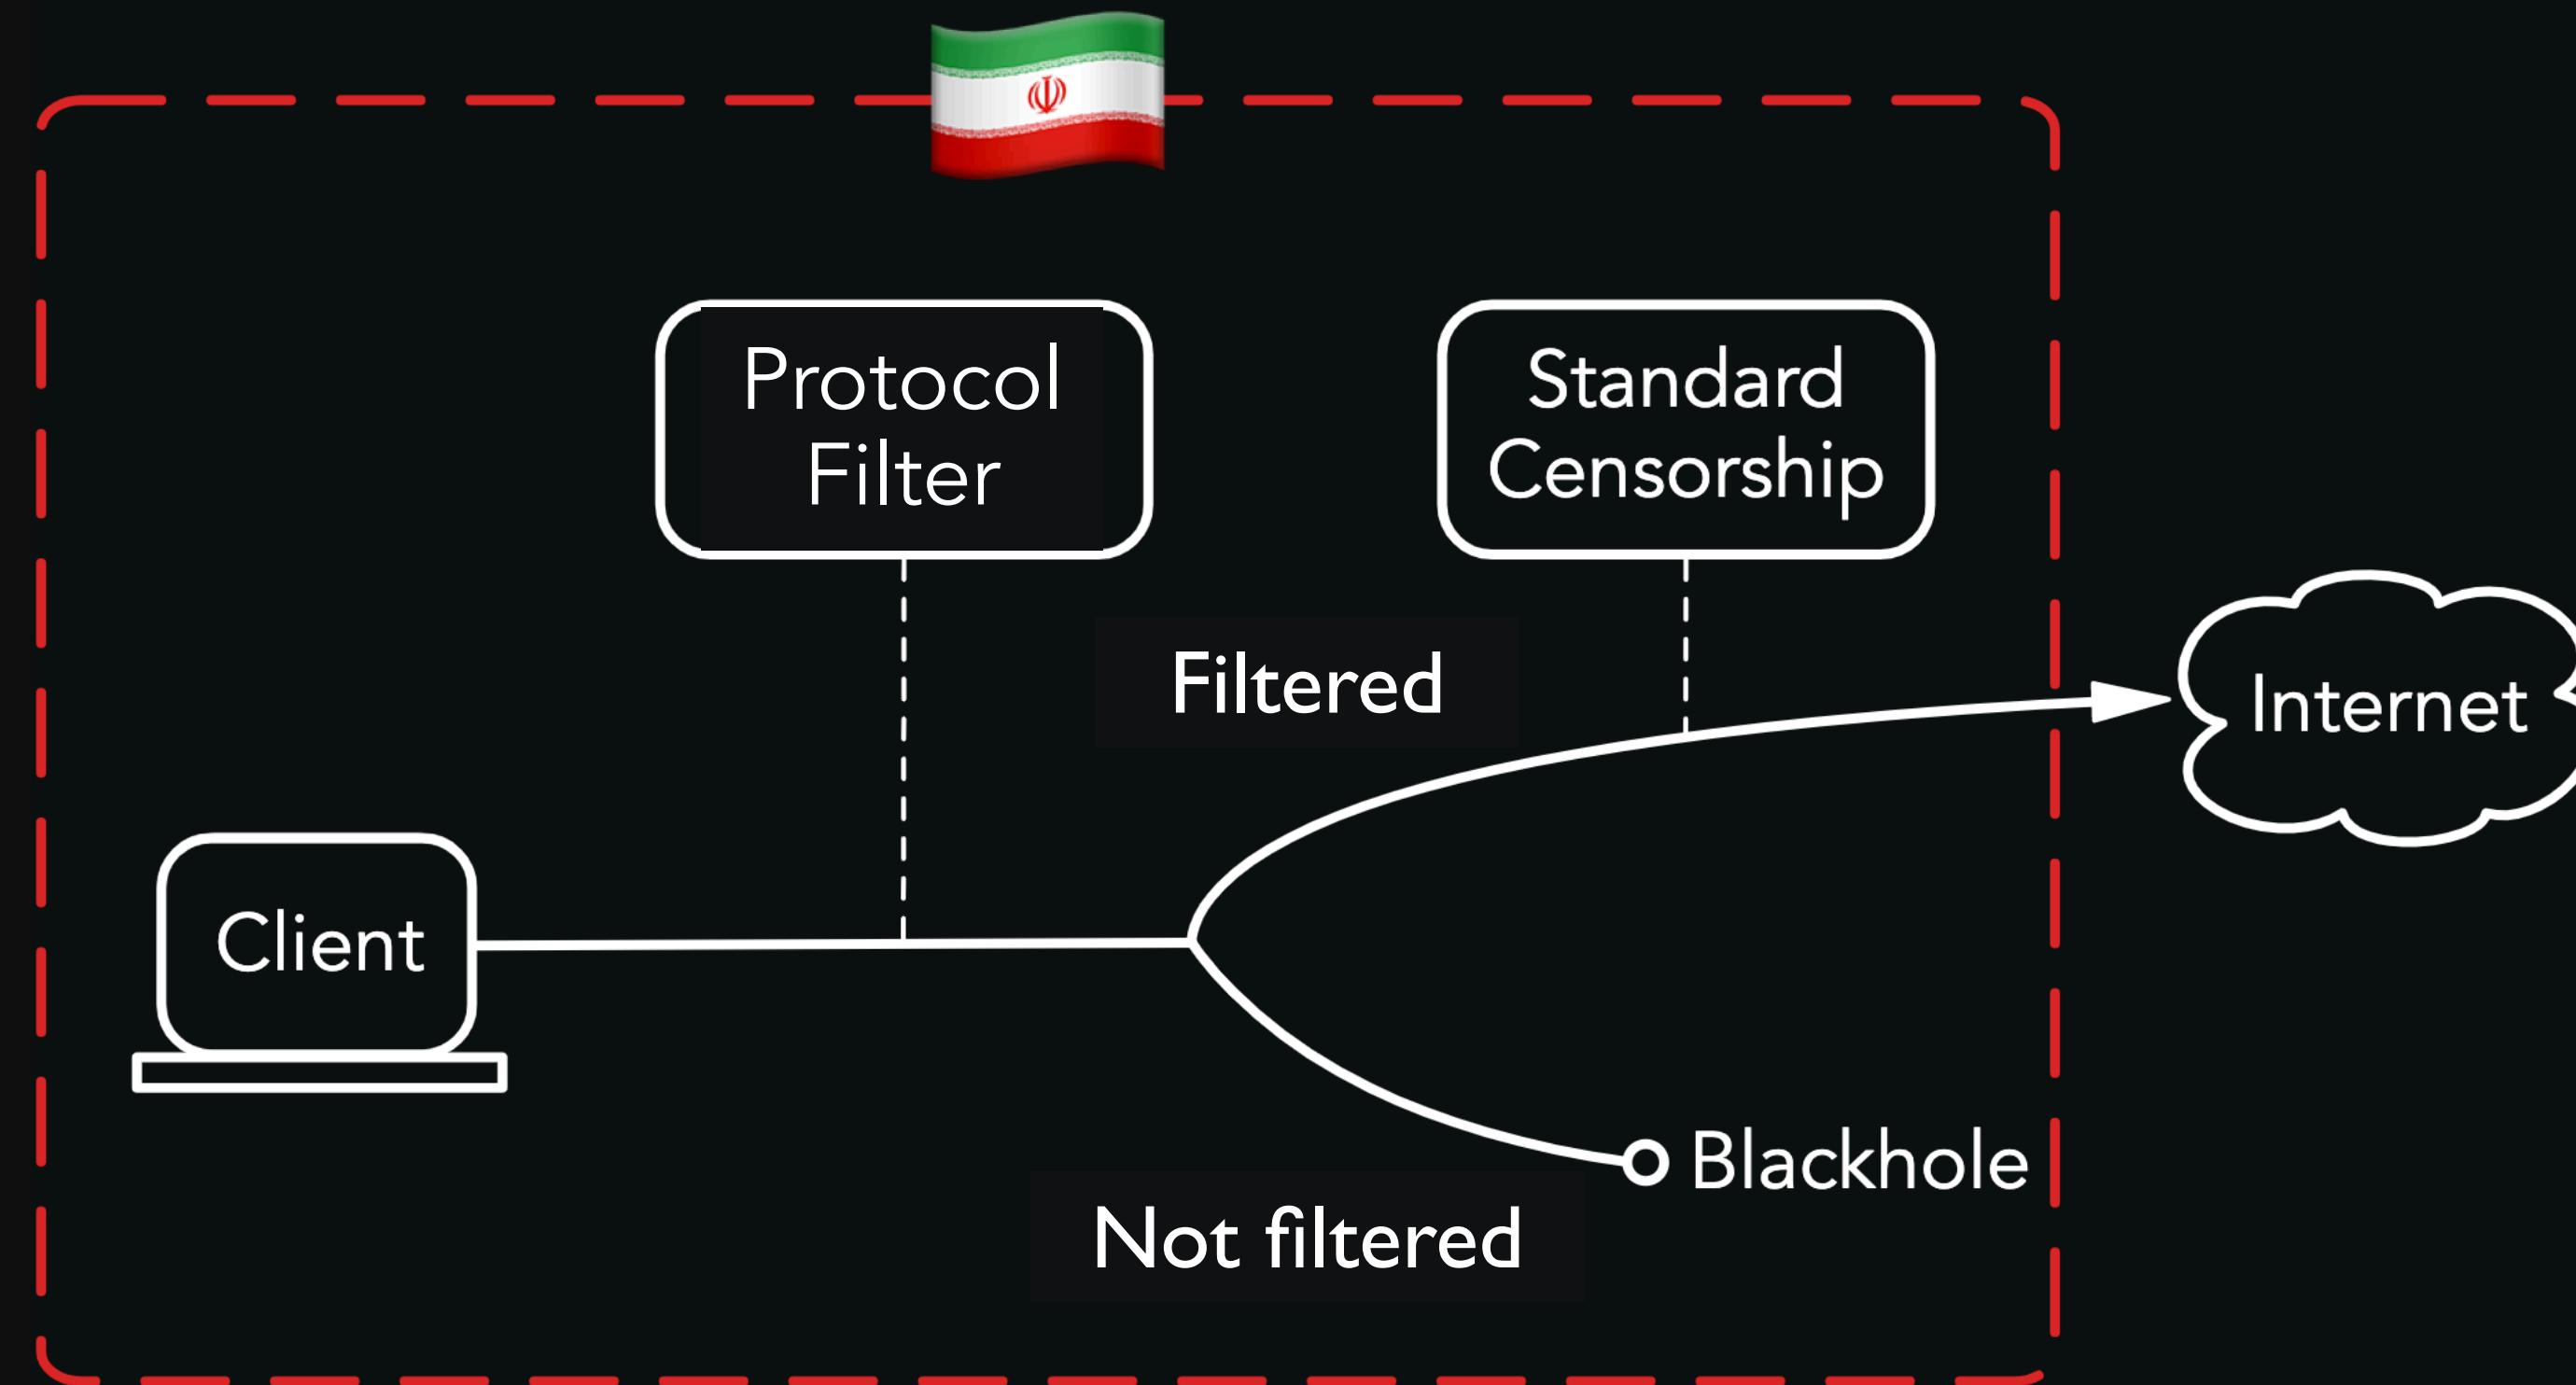 Protocol
Filter
Standard
Censorship
Filtered
Internet
Client
Blackhole
Not filtered